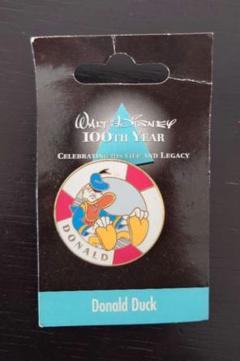 WALT DISNEY
100TH YEAR
CELEBRATING HIS LIFE AND LEGACY
DONALD
Donald Duck